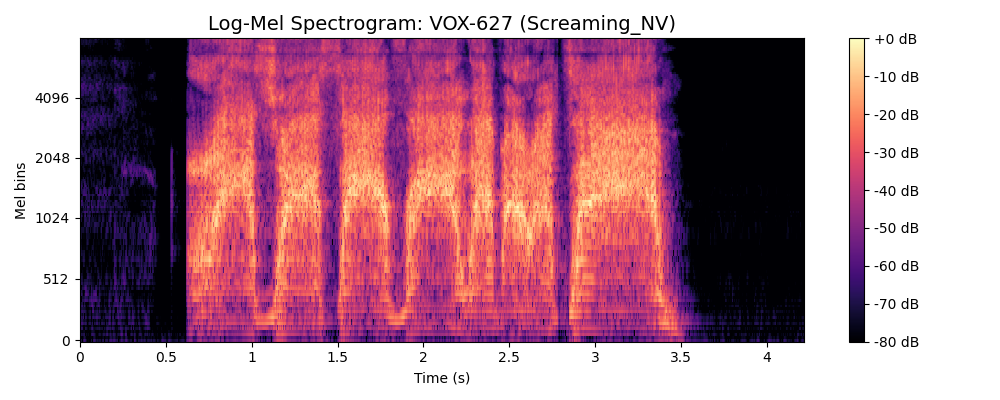 Log-Mel Spectrogram: VOX-627 (Screaming_NV)
Mel bins
4096
2048
1024
512
0
0 0.5 1 1.5 2 2.5 3 3.5 4
Time (s)
+0 dB
-10 dB
-20 dB
-30 dB
-40 dB
-50 dB
-60 dB
-70 dB
-80 dB